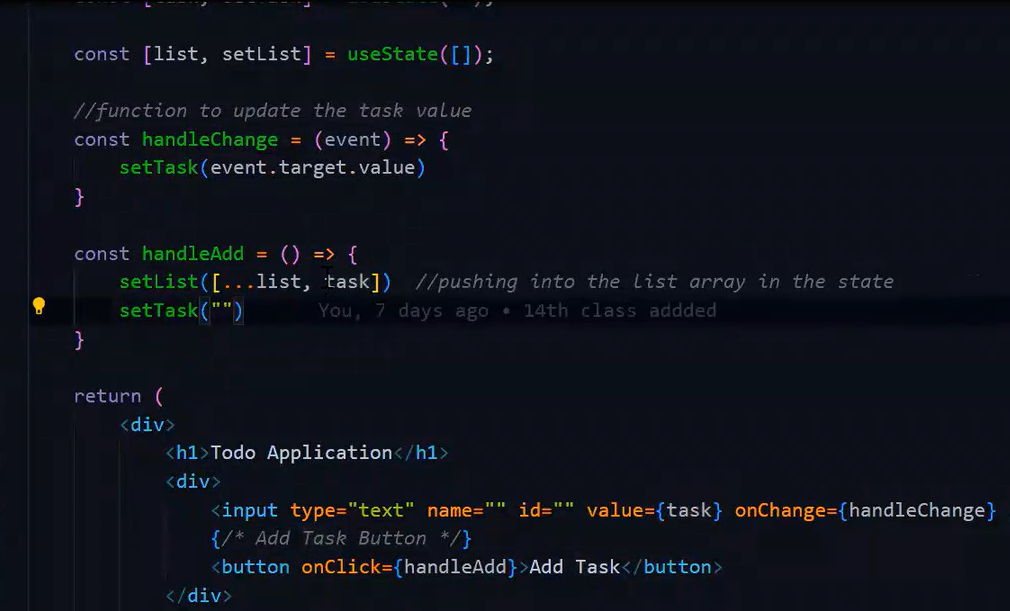 const [list, setList] = useState([]);
//function to update the task value
const handleChange = (event) => {
setTask(event.target.value)
}
const handleAdd = () => {
setList([...list, task]) //pushing into the list array in the state
setTask("") You, 7 days ago • 14th class addded
}
return (
<div>
<h1>Todo Application</h1>
<div>
<input type="text" name="" id="" value={task} onChange={handleChange}
{/* Add Task Button */}
<button onClick={handleAdd}>Add Task</button>
</div>